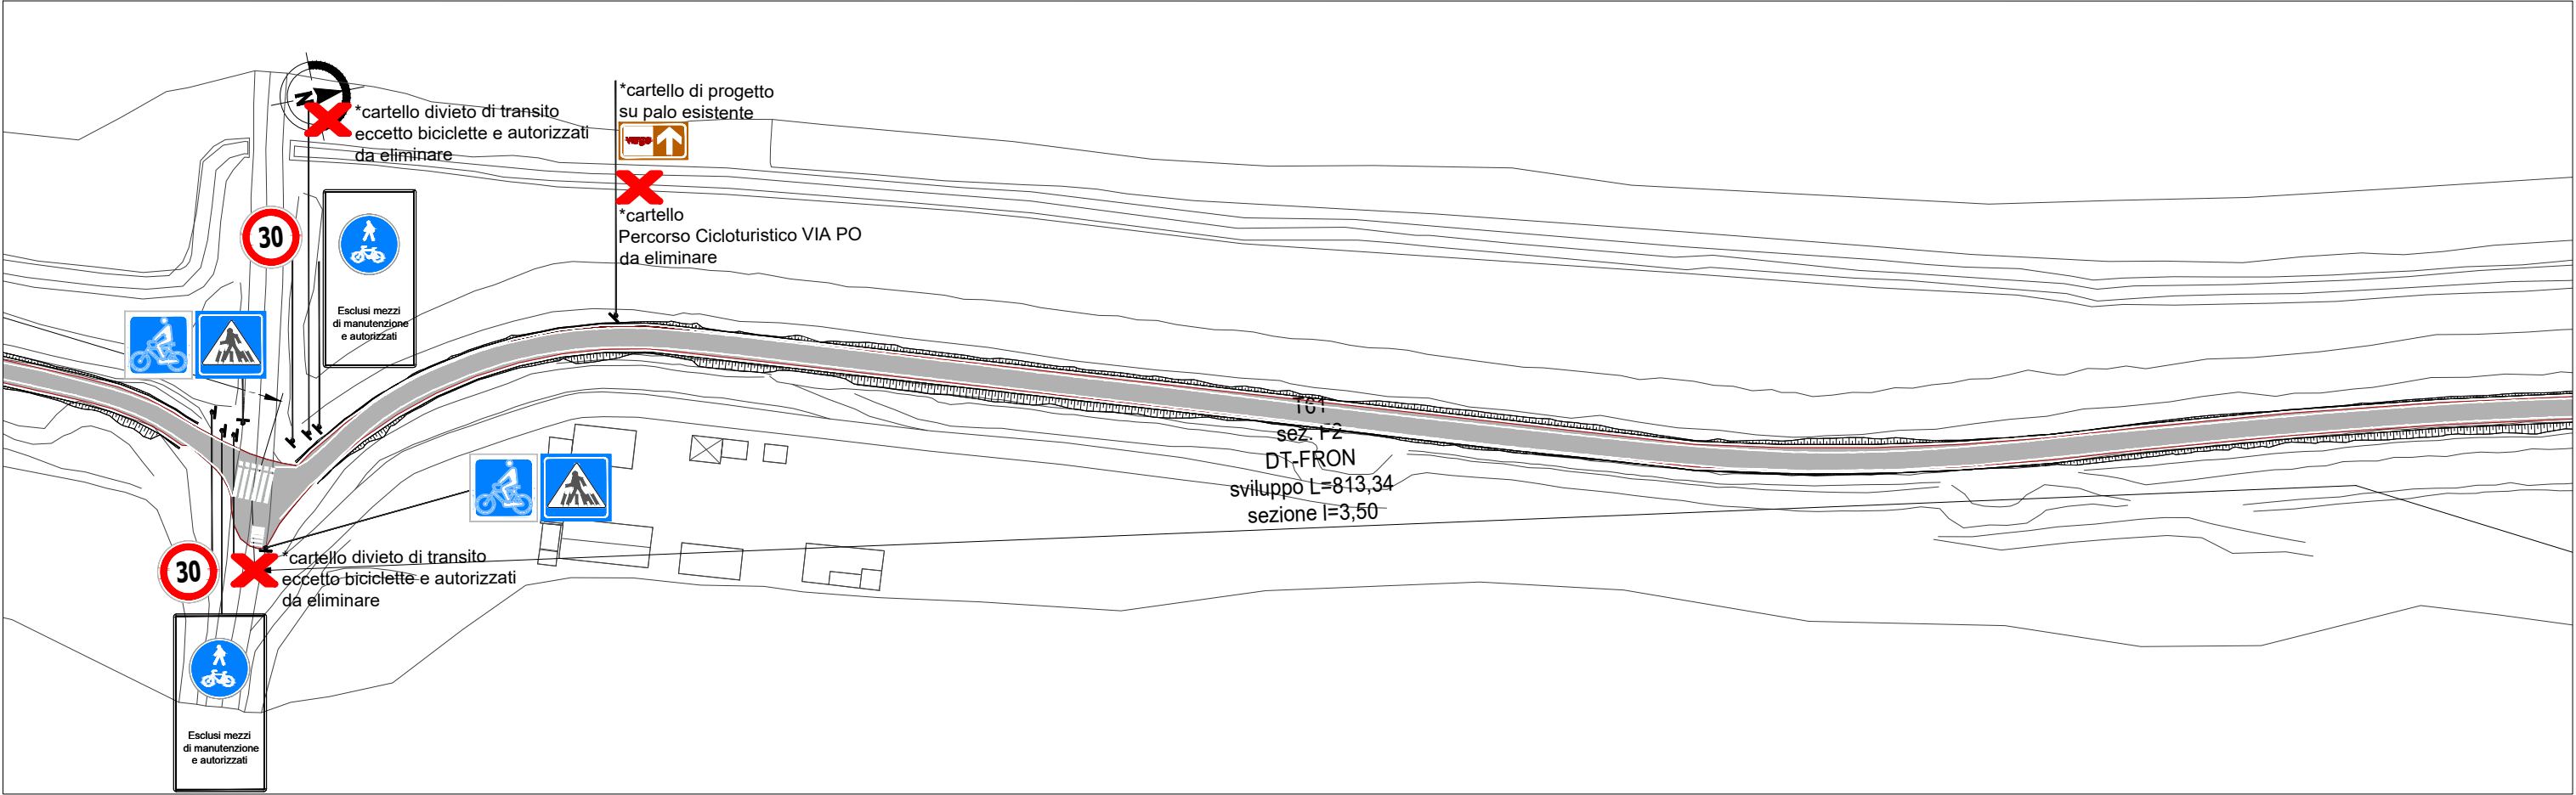 N
*cartello divieto di transito
eccetto biciclette e autorizzati
da eliminare
*cartello di progetto
su palo esistente
*cartello
Percorso Cicloturistico VIA PO
da eliminare
30
Esclusi mezzi
di manutenzione
e autorizzati
T61
sez. F2
DT-FRON
sviluppo L=813,34
sezione l=3,50
30
*cartello divieto di transito
eccetto biciclette e autorizzati
da eliminare
Esclusi mezzi
di manutenzione
e autorizzati